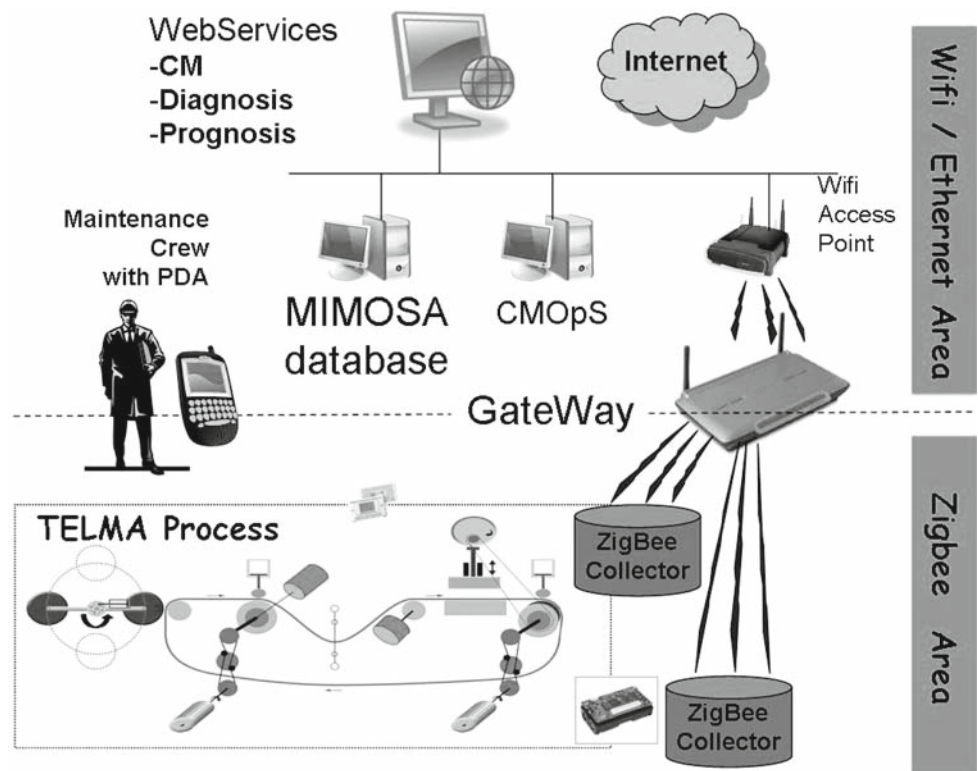 WebServices
-CM
-Diagnosis
-Prognosis
Internet
Wifi / Ethernet Area
Wifi
Access
Point
Maintenance
Crew
with PDA
MIMOSA
database
CMOpS
GateWay
Zigbee Area
TELMA Process
ZigBee
Collector
ZigBee
Collector